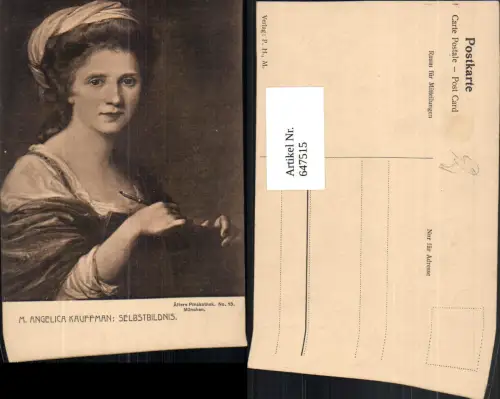 Ältere Pinakothek. No. 15.
München.
M. ANGELICA KAUFFMAN: SELBSTBILDNIS.
Postkarte
Carte Postale – Post Card
Raum für Mitteilungen
Nur für Adresse
Verlag: F. H., M.
Artikel Nr.
647515